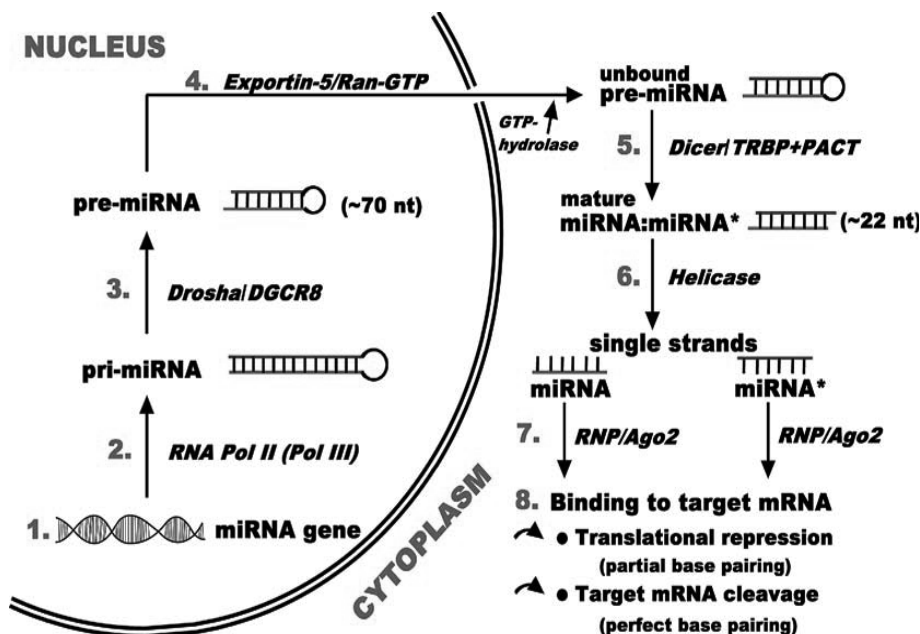 NUCLEUS
4. Exportin-5/Ran-GTP
GTP-
hydrolase
unbound
pre-miRNA
5. Dicer/TRBP+PACT
pre-miRNA (~70 nt)
mature
miRNA:miRNA* (~22 nt)
3. Drosha/DGCR8
6. Helicase
single strands
pri-miRNA
miRNA miRNA*
2. RNA Pol II (Pol III)
7. RNP/Ago2 RNP/Ago2
1. miRNA gene
CYTOPLASM
8. Binding to target mRNA
• Translational repression
(partial base pairing)
• Target mRNA cleavage
(perfect base pairing)